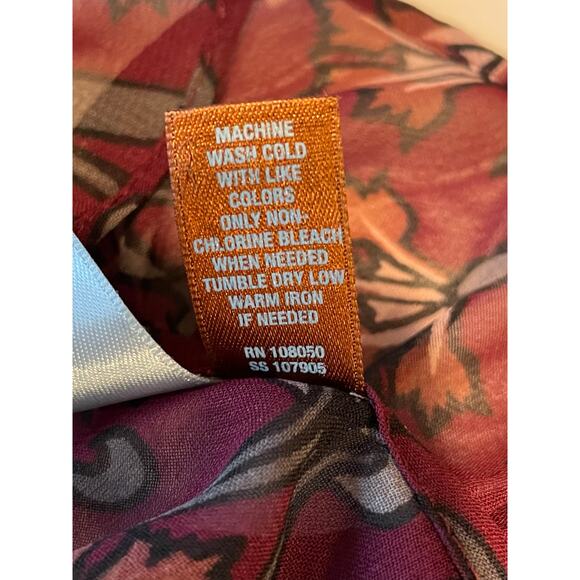 MACHINE
WASH COLD
WITH LIKE
COLORS
ONLY NON-
CHLORINE BLEACH
WHEN NEEDED
TUMBLE DRY LOW
WARM IRON
IF NEEDED
RN 108050
SS 107905